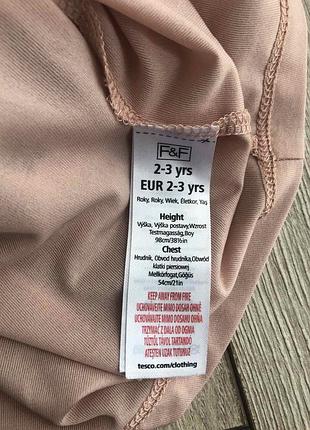 F&F
2-3 yrs
EUR 2-3 yrs
Roky, Roky, Wiek, Életkor, Yaş
Height
Výška, Výška postavy,Wzrost
Testmagasság,Boy
98cm/38½in
Chest
Hrudník, Obvod hrudníka,Obwód
klatki piersowej
Mellkörfogat,Göğüs
54cm/21in
KEEP AWAY FROM FIRE
UCHOVÁVEJTE MIMO DOSAH OHNĚ
UCHOVÁVAJTE MIMO DOSAHU OHŇA
TRZYMAĆ Z DALA OD OGNIA
TŰZTŐL TÁVOL TARTANDÓ
ATEŞTEN UZAK TUTUNUZ
tesco.com/clothing